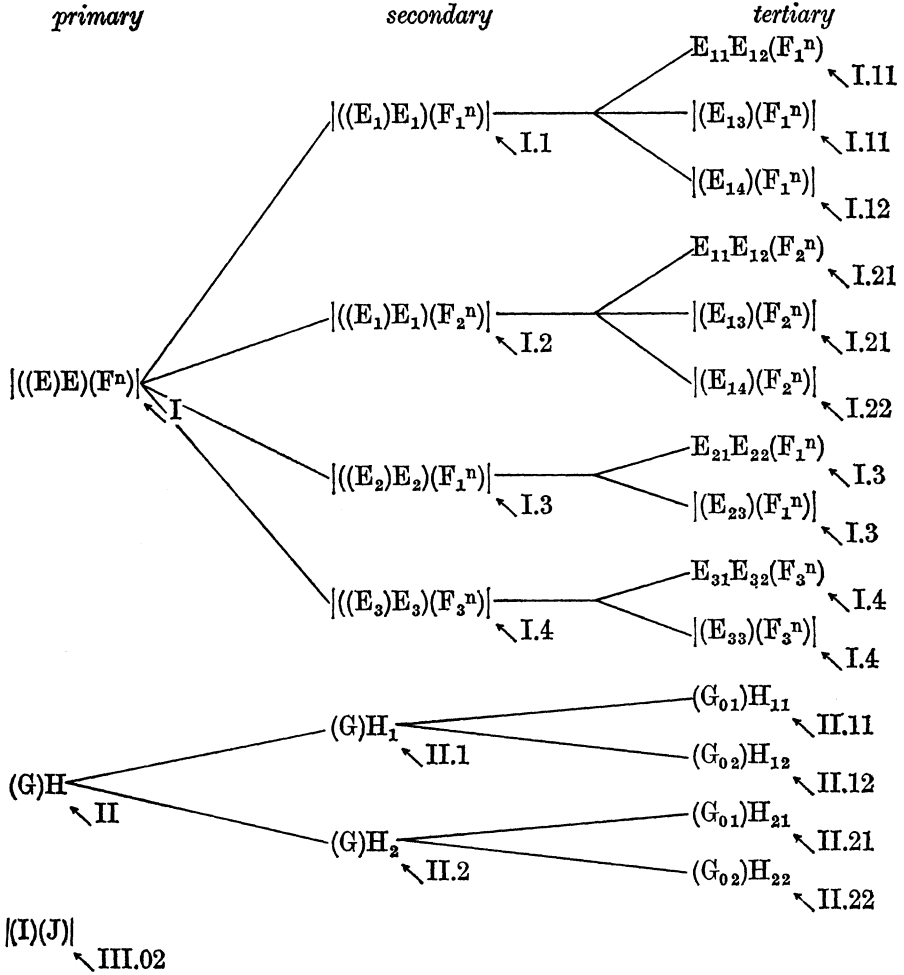 primary secondary tertiary
E₁₁E₁₂(F₁ⁿ)
I.11
|((E₁)E₁)(F₁ⁿ)| |(E₁₃)(F₁ⁿ)|
I.1 I.11
|(E₁₄)(F₁ⁿ)|
I.12
E₁₁E₁₂(F₂ⁿ)
I.21
|((E₁)E₁)(F₂ⁿ)| |(E₁₃)(F₂ⁿ)|
I.2 I.21
|((E)E)(Fⁿ)| |(E₁₄)(F₂ⁿ)|
I I.22
E₂₁E₂₂(F₁ⁿ)
|((E₂)E₂)(F₁ⁿ)| I.3
I.3 |(E₂₃)(F₁ⁿ)|
I.3
E₃₁E₃₂(F₃ⁿ)
|((E₃)E₃)(F₃ⁿ)| I.4
I.4 |(E₃₃)(F₃ⁿ)|
I.4
(G₀₁)H₁₁
(G)H₁ II.11
II.1 (G₀₂)H₁₂
(G)H II.12
II (G₀₁)H₂₁
(G)H₂ II.21
II.2 (G₀₂)H₂₂
II.22
|(I)(J)|
III.02